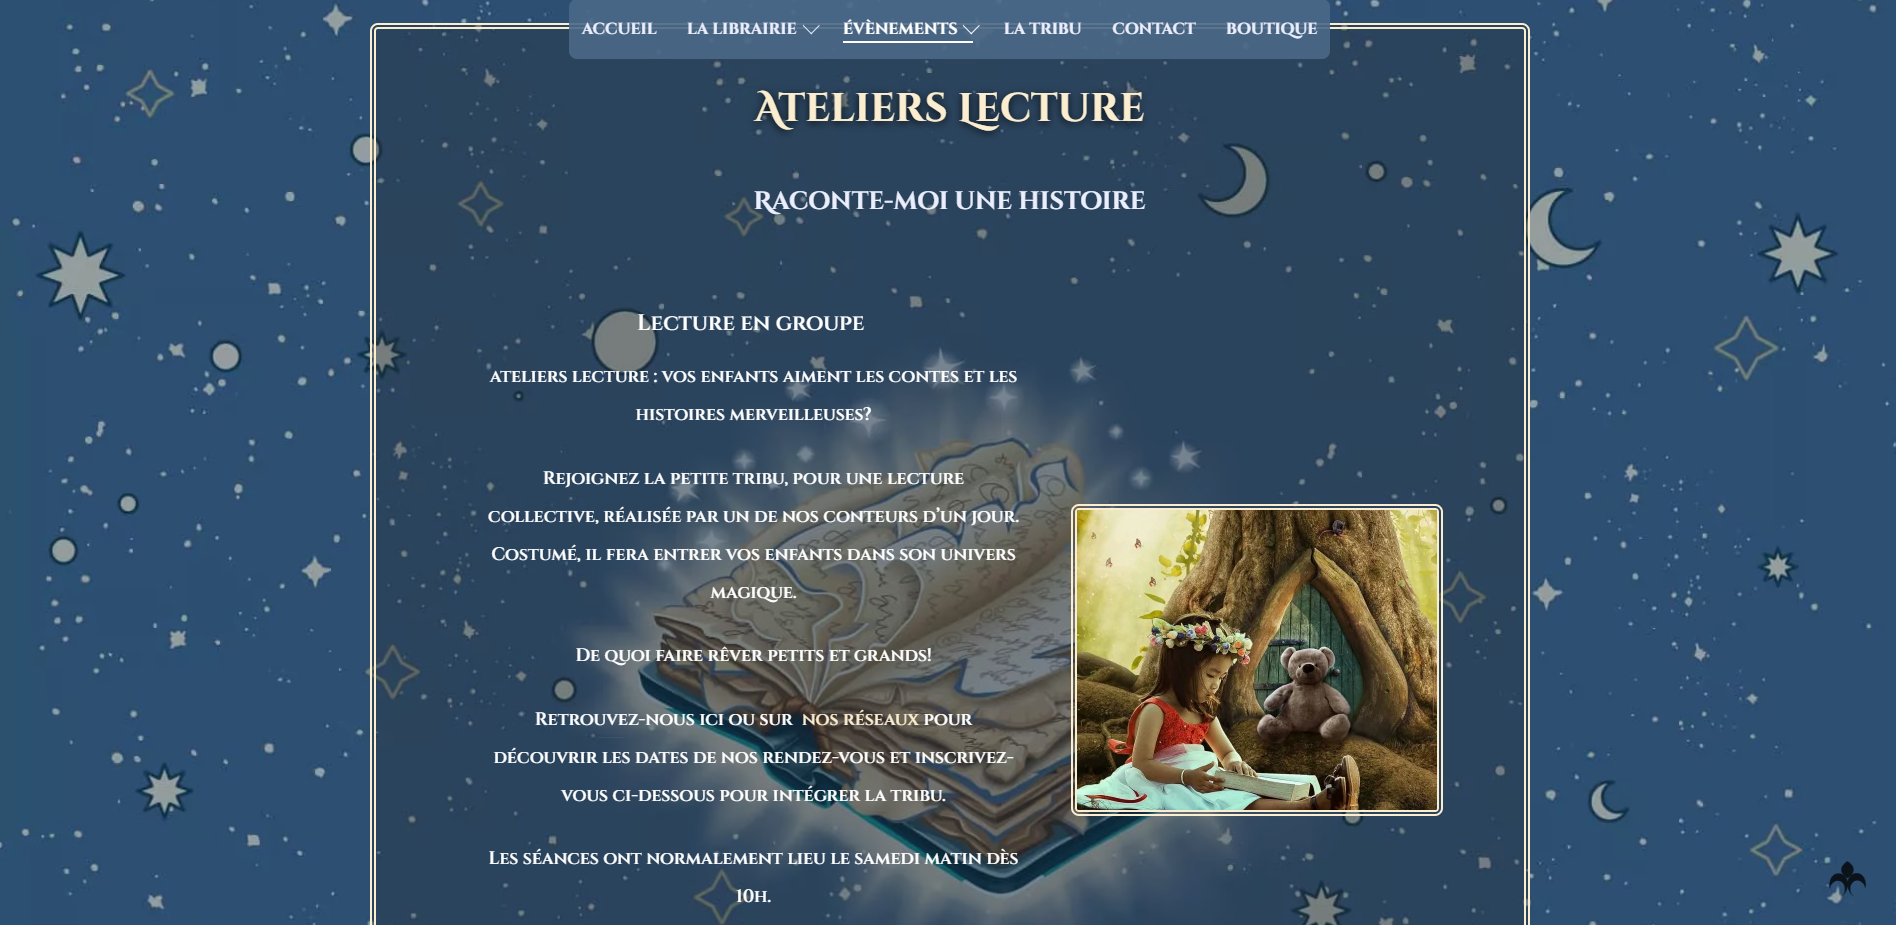 ACCUEIL LA LIBRAIRIE ÉVÈNEMENTS LA TRIBU CONTACT BOUTIQUE
Ateliers Lecture
Raconte-moi une histoire
Lecture en groupe
ateliers lecture : vos enfants aiment les contes et les
histoires merveilleuses?
Rejoignez la petite tribu, pour une lecture
collective, réalisée par un de nos conteurs d’un jour.
Costumé, il fera entrer vos enfants dans son univers
magique.
De quoi faire rêver petits et grands!
Retrouvez-nous ici ou sur nos réseaux pour
découvrir les dates de nos rendez-vous et inscrivez-
vous ci-dessous pour intégrer la tribu.
Les séances ont normalement lieu le samedi matin dès
10h.